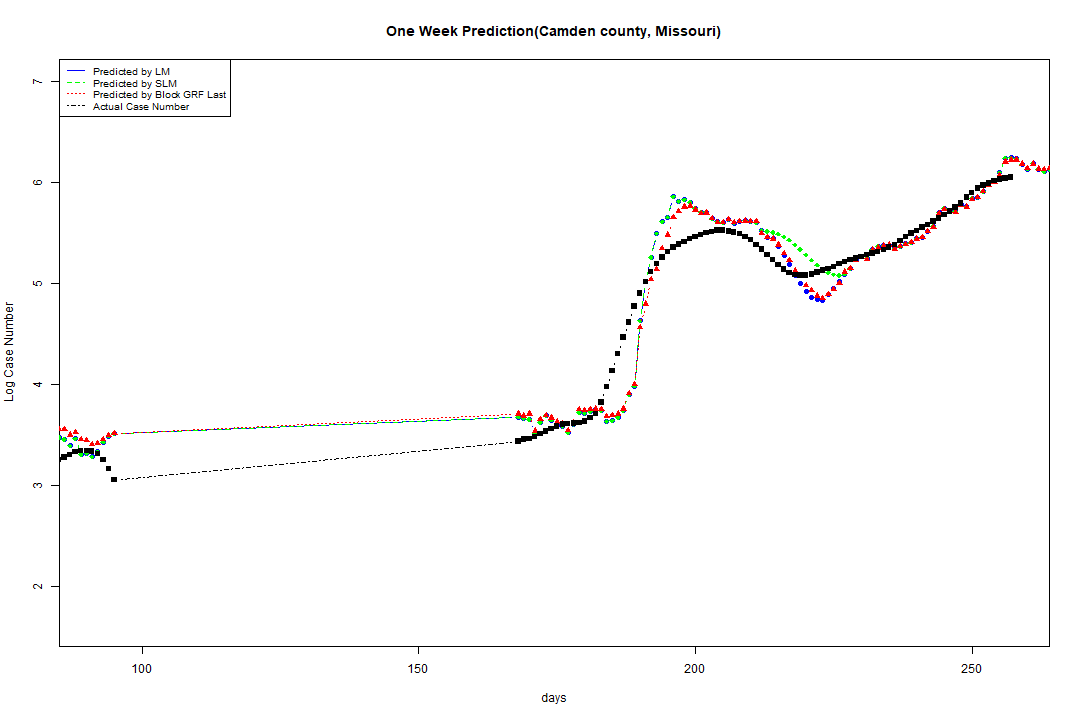 One Week Prediction(Camden county, Missouri)
Predicted by LM
Predicted by SLM
Predicted by Block GRF Last
Actual Case Number
7
6
5
4
3
2
Log Case Number
100
150
200
250
days